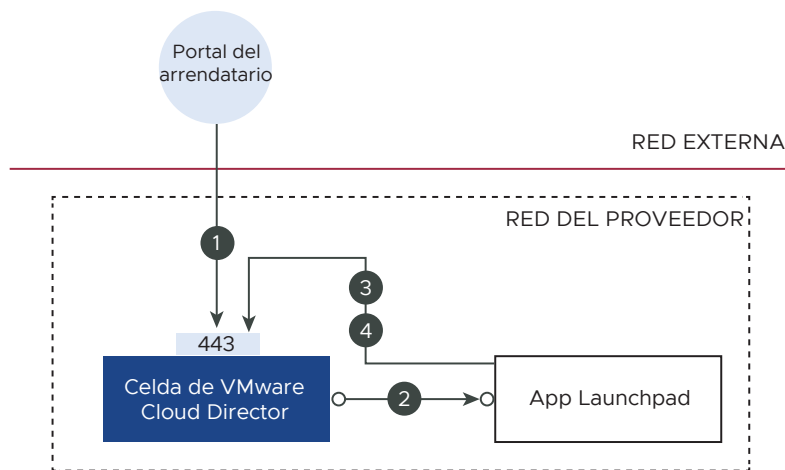 Portal del
arrendatario
RED EXTERNA
RED DEL PROVEEDOR
1
3
4
443
Celda de VMware
Cloud Director
2
App Launchpad